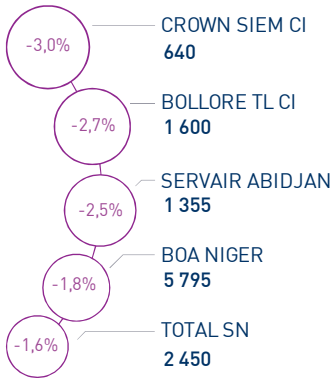 -3,0%
CROWN SIEM CI
640
-2,7%
BOLLORE TL CI
1 600
-2,5%
SERVAIR ABIDJAN
1 355
-1,8%
BOA NIGER
5 795
-1,6%
TOTAL SN
2 450